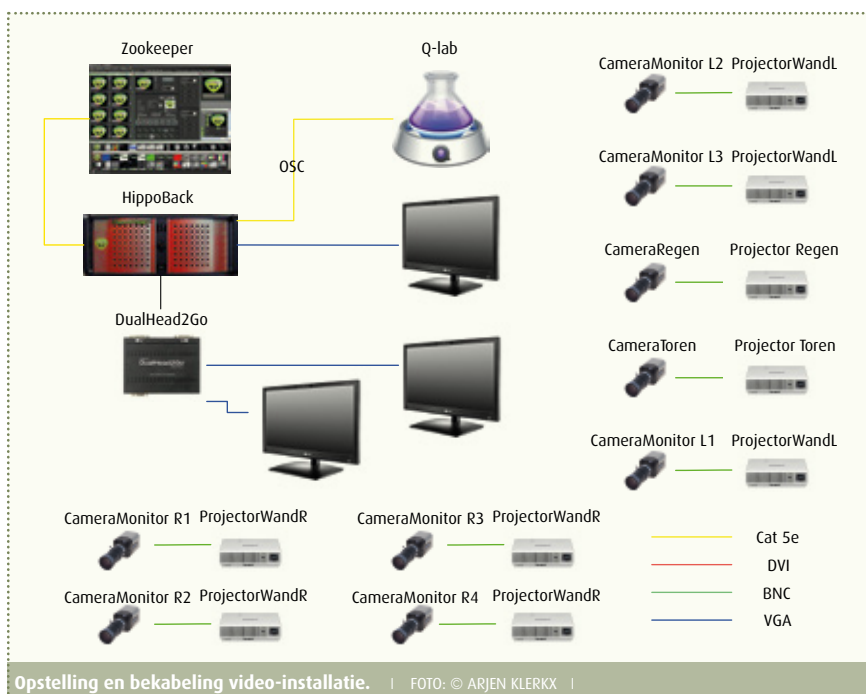 Zookeeper
Q-lab
CameraMonitor L2 ProjectorWandL
OSC
CameraMonitor L3 ProjectorWandL
HippoBack
CameraRegen Projector Regen
DualHead2Go
DualHead2Go
CameraToren Projector Toren
CameraMonitor L1 ProjectorWandL
CameraMonitor R1 ProjectorWandR
CameraMonitor R3 ProjectorWandR
Cat 5e
DVI
BNC
VGA
CameraMonitor R2 ProjectorWandR
CameraMonitor R4 ProjectorWandR
Opstelling en bekabeling video-installatie. | FOTO: © ARJEN KLERKX |